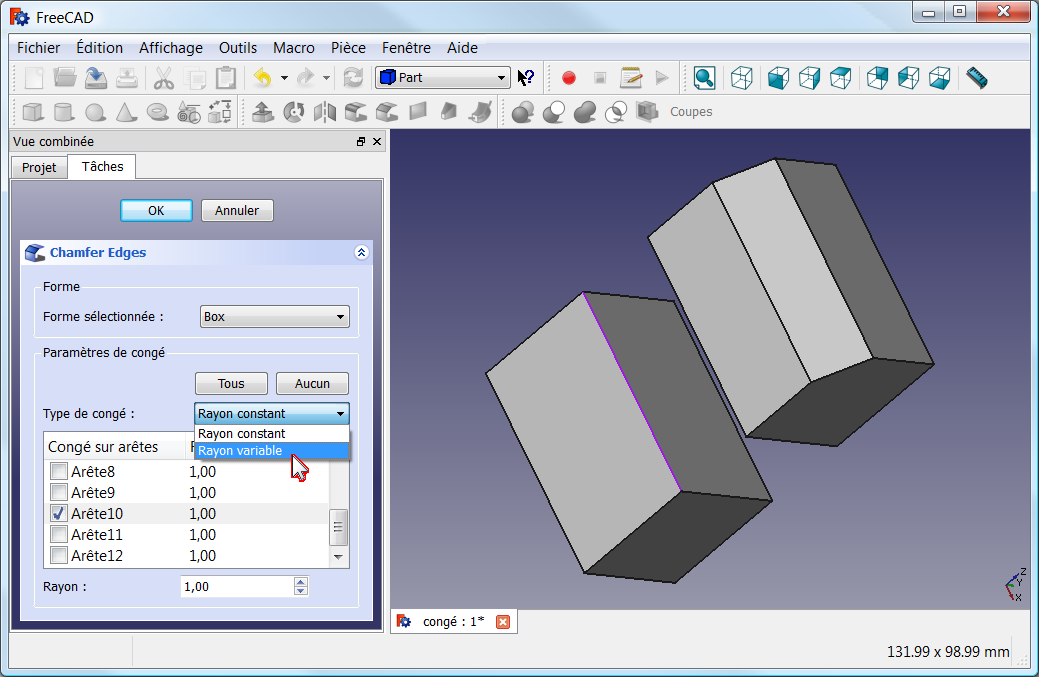 FreeCAD
Fichier Édition Affichage Outils Macro Pièce Fenêtre Aide
Part
Coupes
Vue combinée
Projet Tâches
OK Annuler
Chamfer Edges
Forme
Forme sélectionnée : Box
Paramètres de congé
Tous Aucun
Type de congé : Rayon constant
Rayon constant
Congé sur arêtes
Rayon variable
Arête8 1,00
Arête9 1,00
Arête10 1,00
Arête11 1,00
Arête12 1,00
Rayon : 1,00
Z
Y
X
congé : 1*
131.99 x 98.99 mm